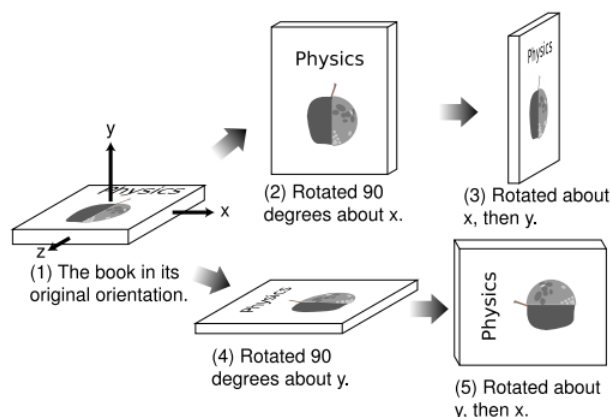 Physics
Physics
y
Physics
x
z
(2) Rotated 90
degrees about x.
(3) Rotated about
x, then y.
(1) The book in its
original orientation.
Physics
Physics
(4) Rotated 90
degrees about y.
(5) Rotated about
y, then x.